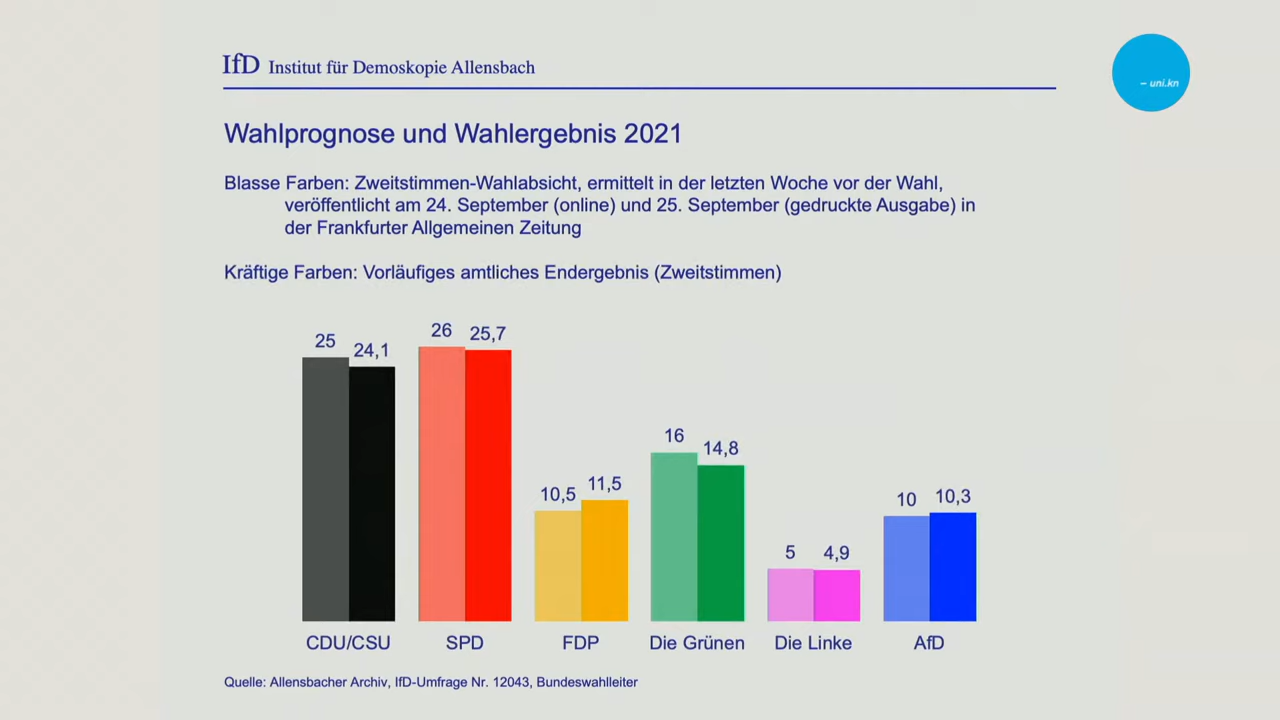 IfD Institut für Demoskopie Allensbach
– uni.kn
Wahlprognose und Wahlergebnis 2021
Blasse Farben: Zweitstimmen-Wahlabsicht, ermittelt in der letzten Woche vor der Wahl,
veröffentlicht am 24. September (online) und 25. September (gedruckte Ausgabe) in
der Frankfurter Allgemeinen Zeitung
Kräftige Farben: Vorläufiges amtliches Endergebnis (Zweitstimmen)
25 24,1 26 25,7 10,5 11,5 16 14,8 5 4,9 10 10,3
CDU/CSU SPD FDP Die Grünen Die Linke AfD
Quelle: Allensbacher Archiv, IfD-Umfrage Nr. 12043, Bundeswahlleiter